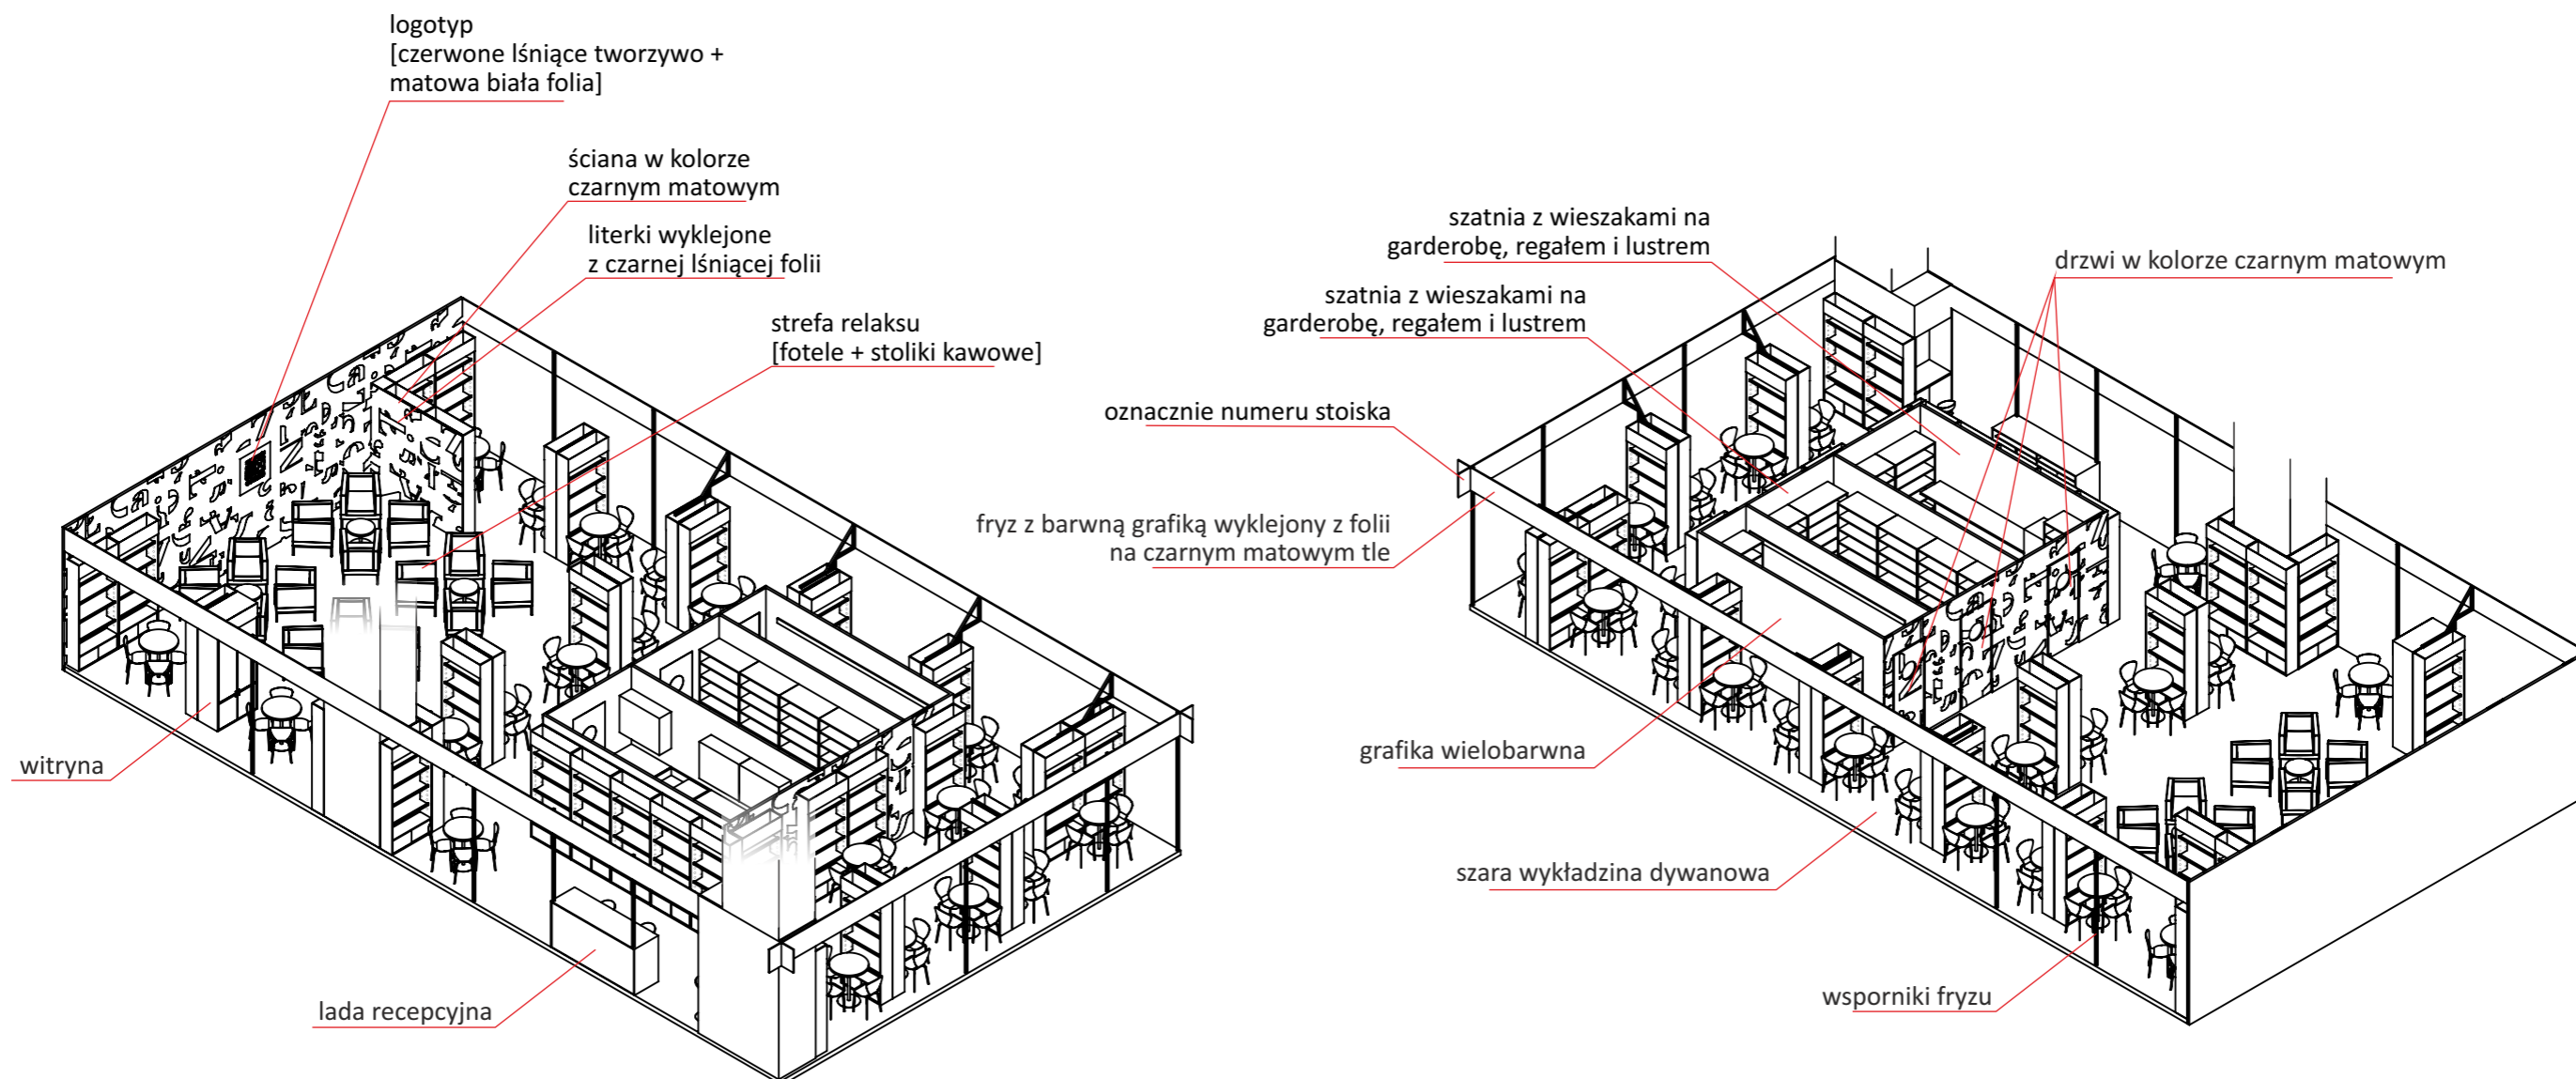 logotyp
[czerwone lśniące tworzywo +
matowa biała folia]
ściana w kolorze
czarnym matowym
literki wyklejone
z czarnej lśniącej folii
strefa relaksu
[fotele + stoliki kawowe]
witryna
lada recepcyjna
szatnia z wieszakami na
garderobę, regałem i lustrem
szatnia z wieszakami na
garderobę, regałem i lustrem
drzwi w kolorze czarnym matowym
oznacznie numeru stoiska
fryz z barwną grafiką wyklejony z folii
na czarnym matowym tle
grafika wielobarwna
szara wykładzina dywanowa
wsporniki fryzu